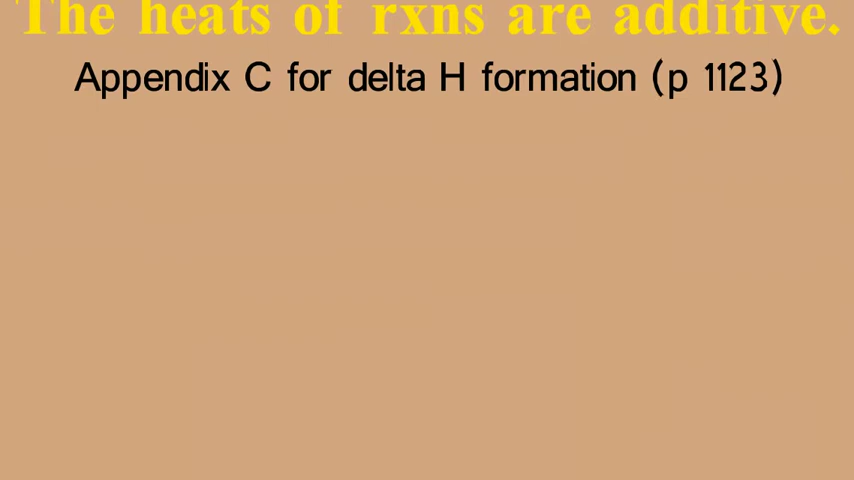 The heats of rxns are additive.
Appendix C for delta H formation (p 1123)